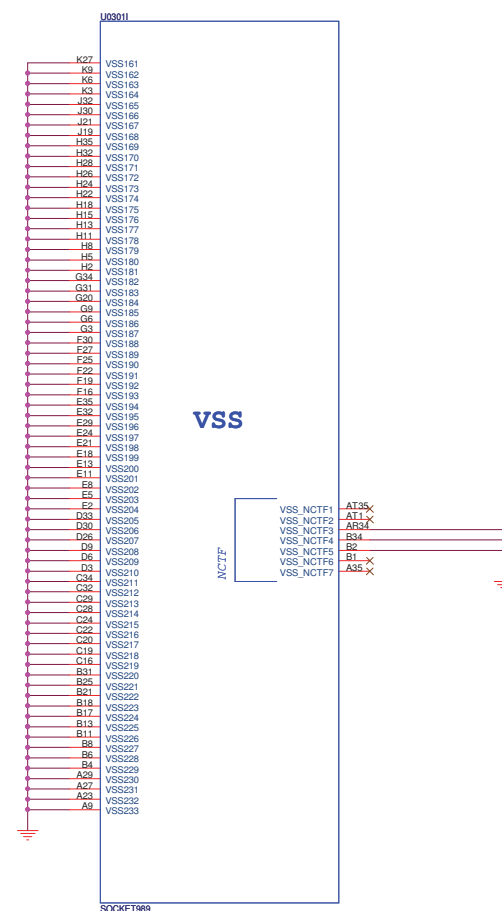 U0301I
K27 VSS161
K9 VSS162
K6 VSS163
K3 VSS164
J32 VSS165
J30 VSS166
J21 VSS167
J19 VSS168
H35 VSS169
H32 VSS170
H28 VSS171
H26 VSS172
H24 VSS173
H22 VSS174
H18 VSS175
H15 VSS176
H13 VSS177
H11 VSS178
H8 VSS179
H5 VSS180
H2 VSS181
G34 VSS182
G31 VSS183
G20 VSS184
G9 VSS185
G6 VSS186
G3 VSS187
F30 VSS188
F27 VSS189
F25 VSS190
F22 VSS191
F19 VSS192
F16 VSS193
E35 VSS194
E32 VSS195
E29 VSS196
E24 VSS197
E21 VSS198
E18 VSS199
E13 VSS200
E11 VSS201
E8 VSS202
E5 VSS203
E2 VSS204
D33 VSS205
D30 VSS206
D26 VSS207
D9 VSS208
D6 VSS209
D3 VSS210
C34 VSS211
C32 VSS212
C29 VSS213
C28 VSS214
C24 VSS215
C22 VSS216
C20 VSS217
C19 VSS218
C16 VSS219
B31 VSS220
B25 VSS221
B21 VSS222
B18 VSS223
B17 VSS224
B13 VSS225
B11 VSS226
B8 VSS227
B6 VSS228
B4 VSS229
A29 VSS230
A27 VSS231
A23 VSS232
A9 VSS233
VSS
NCTF
VSS_NCTF1 AT35
VSS_NCTF2 AT1
VSS_NCTF3 AR34
VSS_NCTF4 B34
VSS_NCTF5 B2
VSS_NCTF6 B1
VSS_NCTF7 A35
SOCKET989